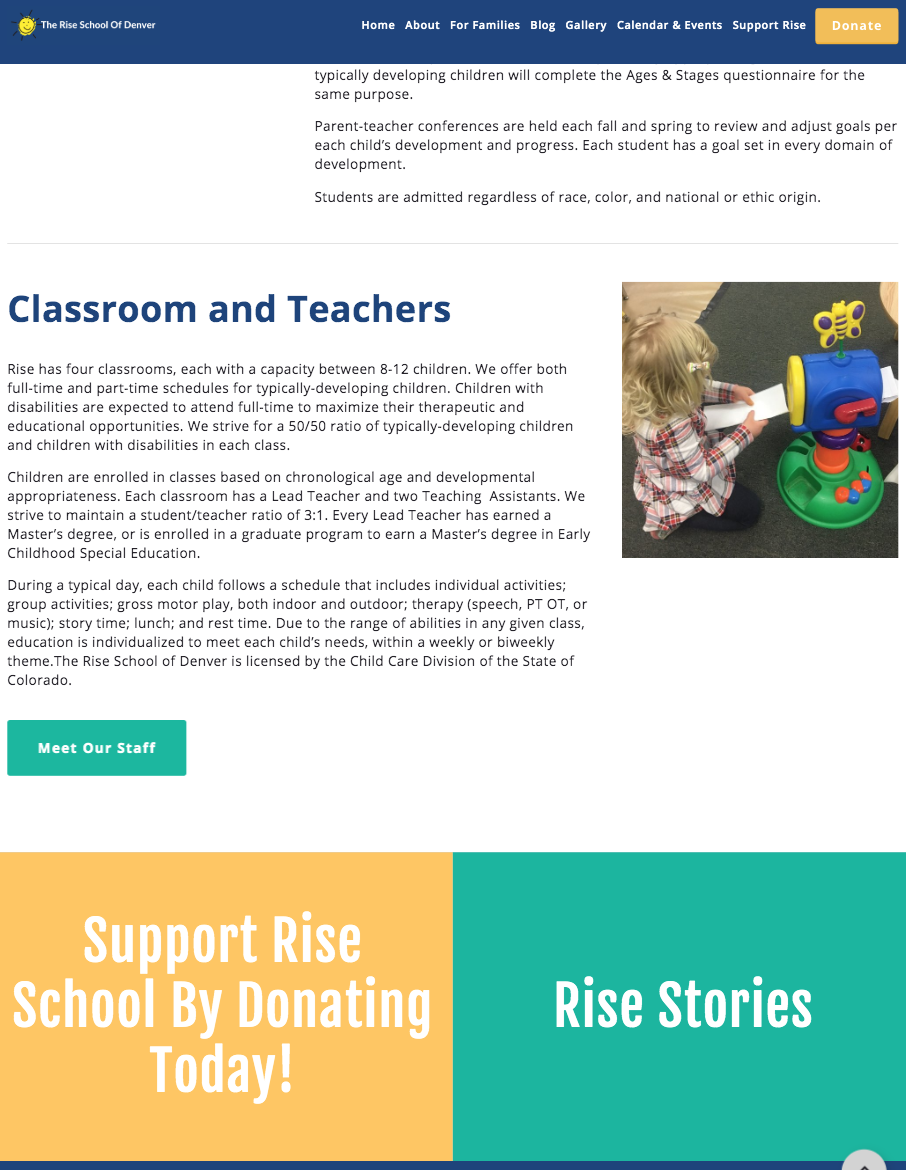 The Rise School Of Denver
Home About For Families Blog Gallery Calendar & Events Support Rise Donate
typically developing children will complete the Ages & Stages questionnaire for the
same purpose.
Parent-teacher conferences are held each fall and spring to review and adjust goals per
each child’s development and progress. Each student has a goal set in every domain of
development.
Students are admitted regardless of race, color, and national or ethic origin.
Classroom and Teachers
Rise has four classrooms, each with a capacity between 8-12 children. We offer both
full-time and part-time schedules for typically-developing children. Children with
disabilities are expected to attend full-time to maximize their therapeutic and
educational opportunities. We strive for a 50/50 ratio of typically-developing children
and children with disabilities in each class.
Children are enrolled in classes based on chronological age and developmental
appropriateness. Each classroom has a Lead Teacher and two Teaching  Assistants. We
strive to maintain a student/teacher ratio of 3:1. Every Lead Teacher has earned a
Master’s degree, or is enrolled in a graduate program to earn a Master’s degree in Early
Childhood Special Education.
During a typical day, each child follows a schedule that includes individual activities;
group activities; gross motor play, both indoor and outdoor; therapy (speech, PT OT, or
music); story time; lunch; and rest time. Due to the range of abilities in any given class,
education is individualized to meet each child’s needs, within a weekly or biweekly
theme.The Rise School of Denver is licensed by the Child Care Division of the State of
Colorado.
Meet Our Staff
Support Rise
School By Donating
Today!
Rise Stories